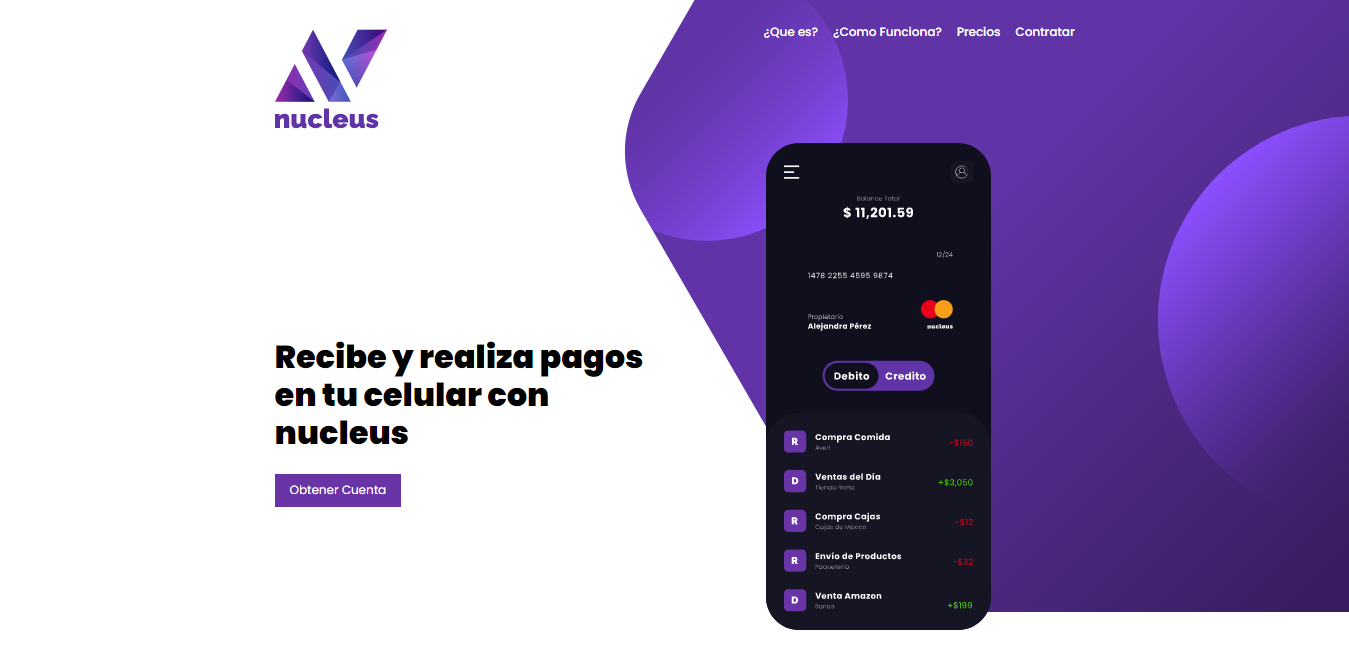 nucleus
¿Que es? ¿Como Funciona? Precios Contratar
Recibe y realiza pagos
en tu celular con
nucleus
Obtener Cuenta
Balance Total
$ 11,201.59
12/24
1478 2255 4595 9874
Propietario
Alejandra Pérez
nucleus
Debito Credito
R Compra Comida -$150
D Ventas del Día +$3,050
Tienda Roma
R Compra Cajas -$12
Cajas de México
R Envío de Productos -$32
Paquetería
D Venta Amazon +$199
Banco